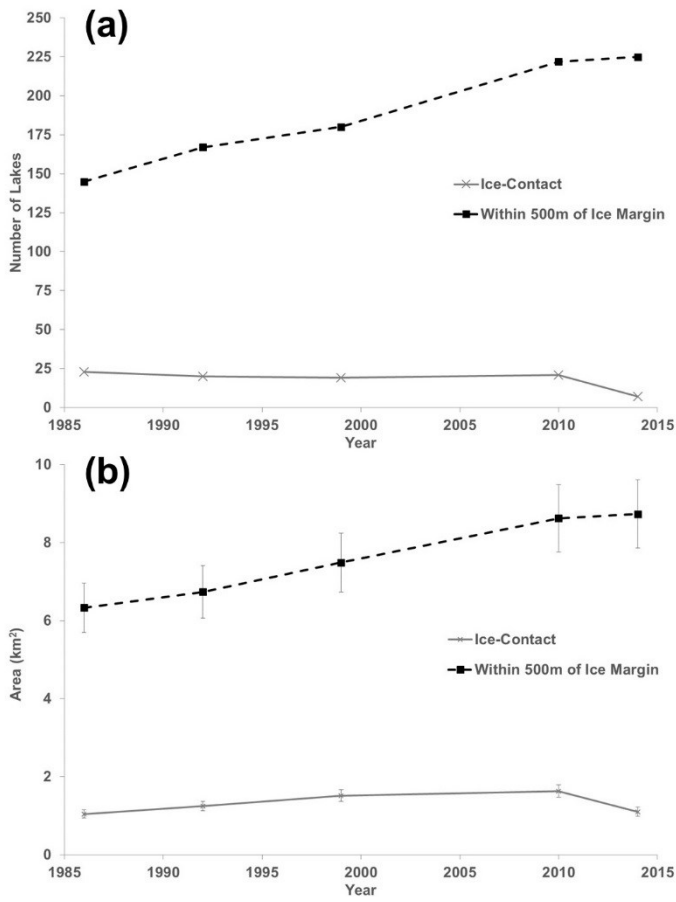 (a)
250
225
200
175
150
125
100
75
50
25
0
Number of Lakes
Ice-Contact
Within 500m of Ice Margin
1985 1990 1995 2000 2005 2010 2015
Year
(b)
10
8
6
4
2
0
Area (km²)
Ice-Contact
Within 500m of Ice Margin
1985 1990 1995 2000 2005 2010 2015
Year